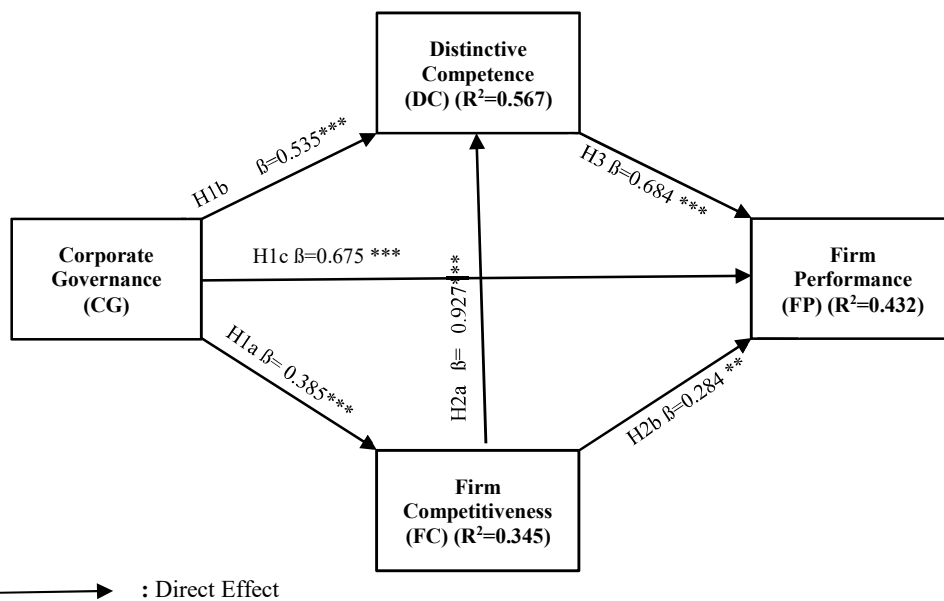 Distinctive
Competence
(DC) (R²=0.567)
H1b ß=0.535***
H3 ß=0.684 ***
Corporate
Governance
(CG)
H1c ß=0.675 ***
Firm
Performance
(FP) (R²=0.432)
H1a ß= 0.385***
H2a ß= 0.927***
H2b ß=0.284 **
Firm
Competitiveness
(FC) (R²=0.345)
: Direct Effect